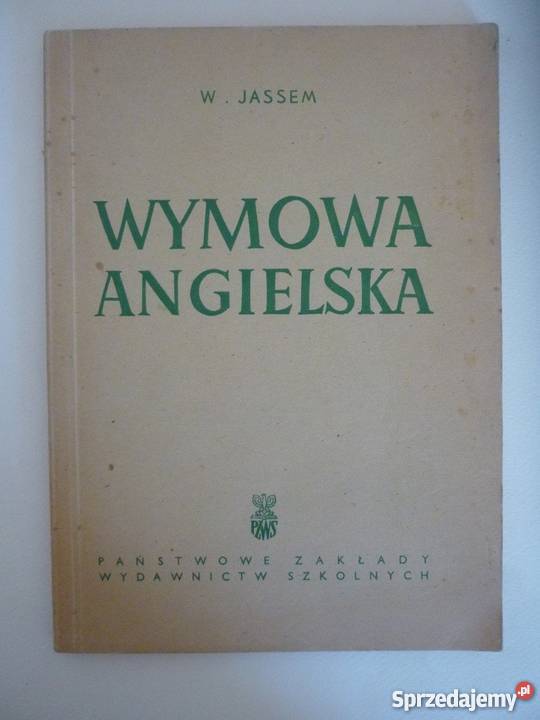 W. JASSEM
WYMOWA
ANGIELSKA
PZWS
PAŃSTWOWE ZAKŁADY
WYDAWNICTW SZKOLNYCH
Sprzedajemy.pl